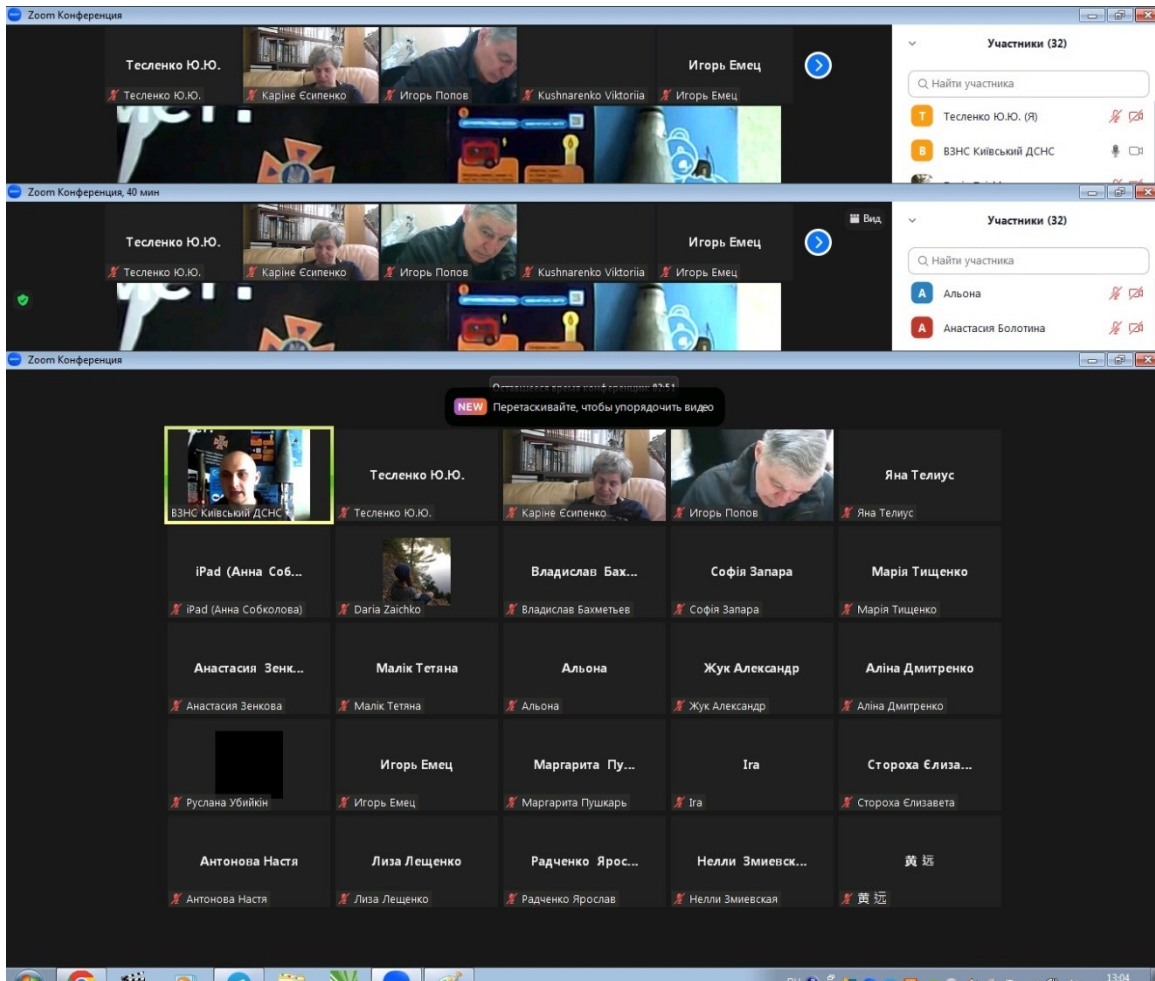 Zoom Конференция
Участники (32)
Тесленко Ю.Ю.
Игорь Емец
Тесленко Ю.Ю.
Каріне Єсипенко
Игорь Попов
Kushnarenko Viktoriia
Игорь Емец
Найти участника
Т Тесленко Ю.Ю. (Я)
В ВЗНС Київський ДСНС
Zoom Конференция, 40 мин
Вид
Участники (32)
Тесленко Ю.Ю.
Игорь Емец
Тесленко Ю.Ю.
Каріне Єсипенко
Игорь Попов
Kushnarenko Viktoriia
Игорь Емец
Найти участника
А Альона
А Анастасия Болотина
Zoom Конференция
Оставшееся время конференции: 02:51
NEW Перетаскивайте, чтобы упорядочить видео
Тесленко Ю.Ю.
Яна Телиус
ВЗНС Київський ДСНС
Тесленко Ю.Ю.
Каріне Єсипенко
Игорь Попов
Яна Телиус
iPad (Анна Соб...
Владислав Бах...
Софія Запара
Марія Тищенко
iPad (Анна Собколова)
Daria Zaichko
Владислав Бахметьев
Софія Запара
Марія Тищенко
Анастасия Зенк...
Малік Тетяна
Альона
Жук Александр
Аліна Дмитренко
Анастасия Зенкова
Малік Тетяна
Альона
Жук Александр
Аліна Дмитренко
Игорь Емец
Маргарита Пу...
Ira
Стороха Єлиза...
Руслана Убийкін
Игорь Емец
Маргарита Пушкарь
Ira
Стороха Єлизавета
Антонова Настя
Лиза Лещенко
Радченко Ярос...
Нелли Змиевск...
黄 远
Антонова Настя
Лиза Лещенко
Радченко Ярослав
Нелли Змиевская
黄 远
13:04